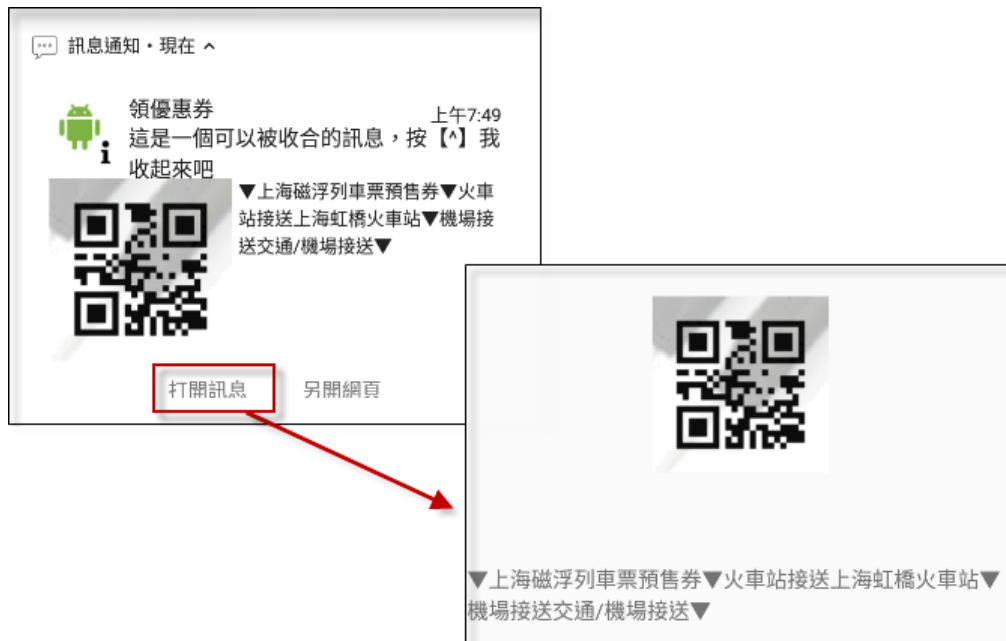 訊息通知・現在 ^
領優惠券
上午7:49
這是一個可以被收合的訊息，按【^】我
收起來吧
▼上海磁浮列車票預售券▼火車
站接送上海虹橋火車站▼機場接
送交通/機場接送▼
打開訊息
另開網頁
▼上海磁浮列車票預售券▼火車站接送上海虹橋火車站▼
機場接送交通/機場接送▼